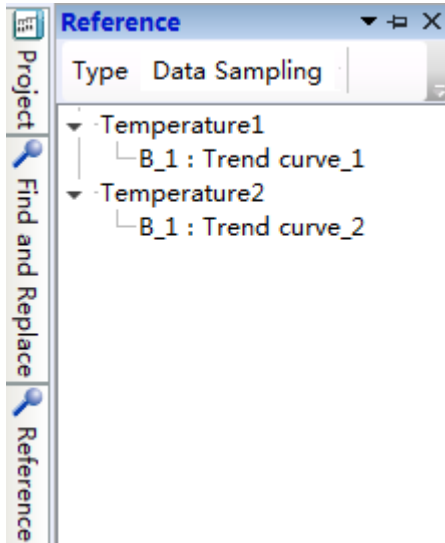 Project
Find and Replace
Reference
Reference
Type Data Sampling
Temperature1
B_1 : Trend curve_1
Temperature2
B_1 : Trend curve_2